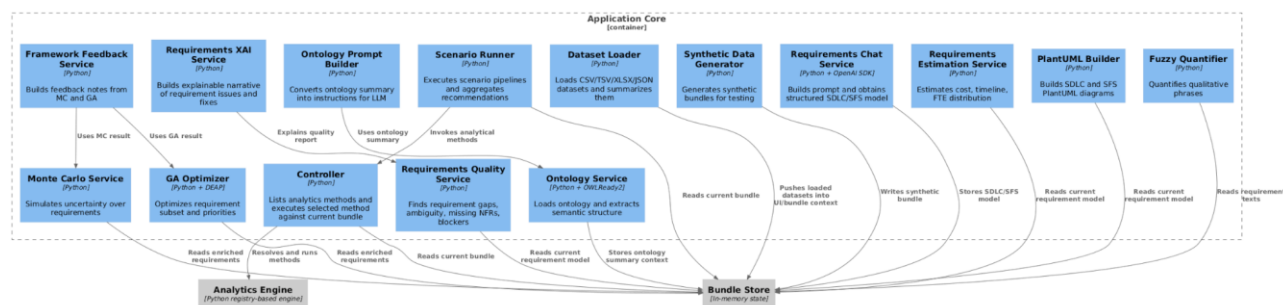 Application Core
[container]
Framework Feedback
Service
[Python]
Builds feedback notes from
MC and GA
Requirements XAI
Service
[Python]
Builds explainable narrative
of requirement issues and
fixes
Ontology Prompt
Builder
[Python]
Converts ontology summary
into instructions for LLM
Scenario Runner
[Python]
Executes scenario pipelines
and aggregates
recommendations
Dataset Loader
[Python]
Loads CSV/TSV/XLSX/JSON
datasets and summarizes
them
Synthetic Data
Generator
[Python]
Generates synthetic
bundles for testing
Requirements Chat
Service
[Python + OpenAI SDK]
Builds prompt and obtains
structured SDLC/SFS model
Requirements
Estimation Service
[Python]
Estimates cost, timeline,
FTE distribution
PlantUML Builder
[Python]
Builds SDLC and SFS
PlantUML diagrams
Fuzzy Quantifier
[Python]
Quantifies qualitative
phrases
Uses MC result
Uses GA result
Explains quality
report
Uses ontology
summary
Invokes analytical
methods
Monte Carlo Service
[Python]
Simulates uncertainty over
requirements
GA Optimizer
[Python + DEAP]
Optimizes requirement
subset and priorities
Controller
[Python]
Lists analytics methods and
executes selected method
against current bundle
Requirements Quality
Service
[Python]
Finds requirement gaps,
ambiguity, missing NFRs,
blockers
Ontology Service
[Python + OWLReady2]
Loads ontology and extracts
semantic structure
Reads current bundle
Pushes loaded
datasets into
UI/bundle context
Writes synthetic
bundle
Stores SDLC/SFS
model
Reads current
requirement model
Reads current
requirement model
Reads requirement
texts
Reads enriched
requirements
Resolves and runs
methods
Reads enriched
requirements
Reads current bundle
Reads current
requirement model
Stores ontology
summary context
Analytics Engine
[Python registry-based engine]
Bundle Store
[In-memory state]